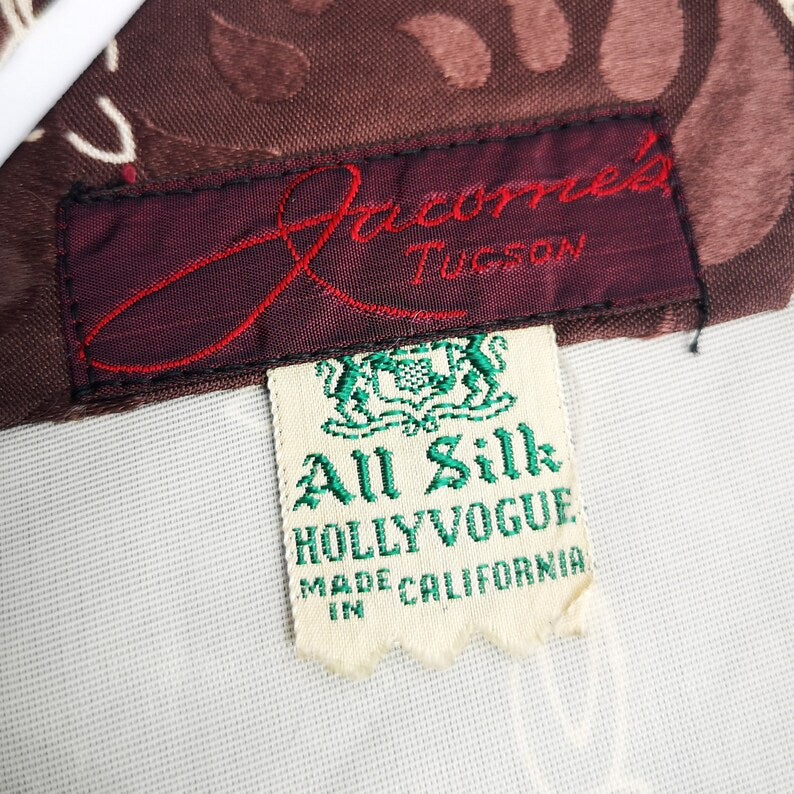 Jacome's
TUCSON
All Silk
HOLLYVOGUE
MADE IN CALIFORNIA